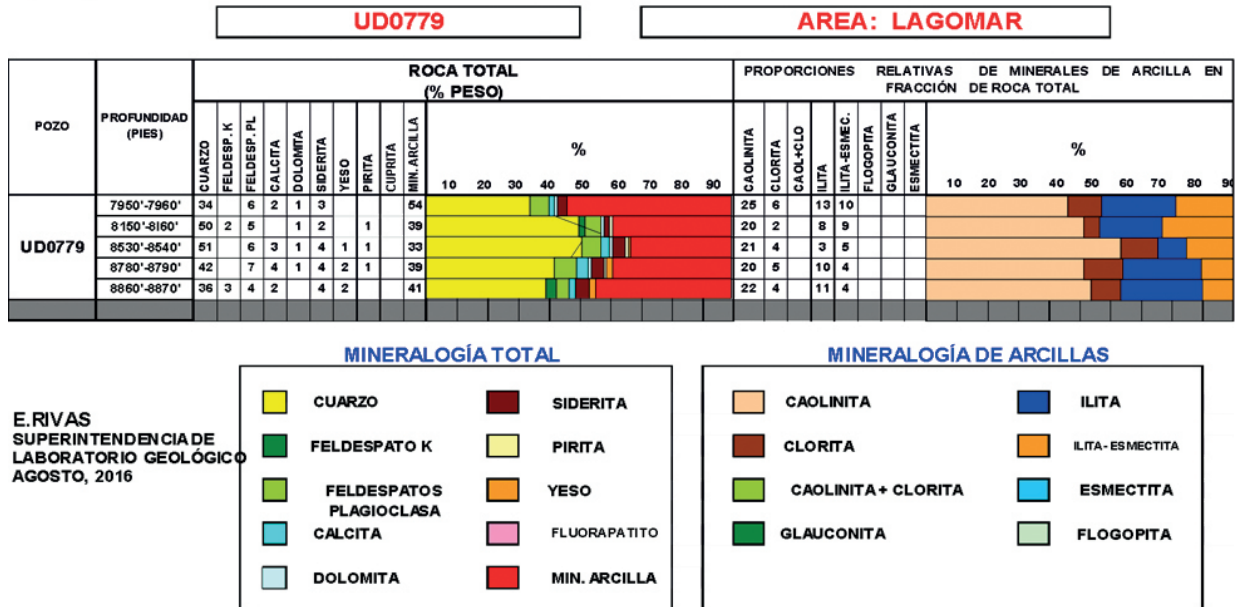 UD0779
AREA: LAGOMAR
POZO
PROFUNDIDAD
(PIES)
ROCA TOTAL
(% PESO)
CUARZO
FELDESP. K
FELDESP. PL
CALCITA
DOLOMITA
SIDERITA
YESO
PIRITA
CUPRITA
MIN. ARCILLA
%
10 20 30 40 50 60 70 80 90
PROPORCIONES RELATIVAS DE MINERALES DE ARCILLA EN
FRACCIÓN DE ROCA TOTAL
CAOLINITA
CLORITA
CAOL+CLO
ILITA
ILITA-ESMEC.
FLOGOPITA
GLAUCONITA
ESMECTITA
%
10 20 30 40 50 60 70 80 90
UD0779
7950'-7960' 34 6 2 1 3 54 25 6 13 10
8150'-8160' 50 2 5 1 2 1 39 20 2 8 9
8530'-8540' 51 6 3 1 4 1 1 33 21 4 3 5
8780'-8790' 42 7 4 1 4 2 1 39 20 5 10 4
8860'-8870' 36 3 4 2 4 2 41 22 4 11 4
MINERALOGÍA TOTAL
CUARZO
FELDESPATO K
FELDESPATOS
PLAGIOCLASA
CALCITA
DOLOMITA
SIDERITA
PIRITA
YESO
FLUORAPATITO
MIN. ARCILLA
MINERALOGÍA DE ARCILLAS
CAOLINITA
CLORITA
CAOLINITA + CLORITA
GLAUCONITA
ILITA
ILITA-ESMECTITA
ESMECTITA
FLOGOPITA
E.RIVAS
SUPERINTENDENCIA DE
LABORATORIO GEOLÓGICO
AGOSTO, 2016